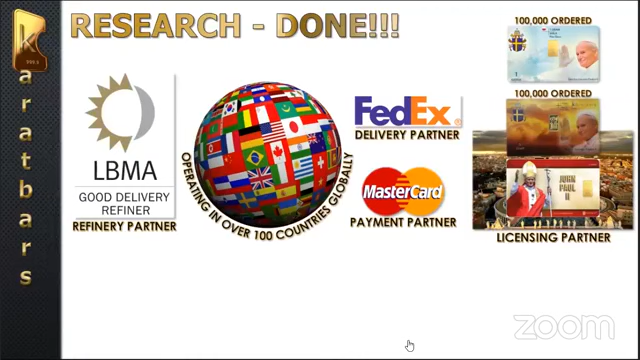 RESEARCH - DONE!!!
karatbars
LBMA
GOOD DELIVERY
REFINER
REFINERY PARTNER
OPERATING IN OVER 100 COUNTRIES GLOBALLY
FedEx
DELIVERY PARTNER
MasterCard
PAYMENT PARTNER
100,000 ORDERED
100,000 ORDERED
JOHN PAUL
II
LICENSING PARTNER
zoom